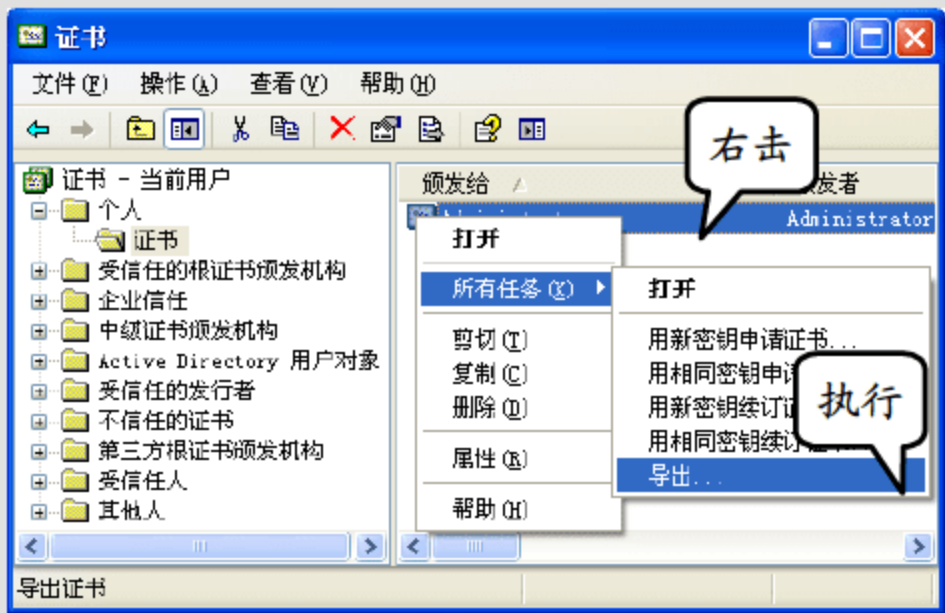 证书
文件(F) 操作(A) 查看(V) 帮助(H)
证书 - 当前用户
个人
证书
受信任的根证书颁发机构
企业信任
中级证书颁发机构
Active Directory 用户对象
受信任的发行者
不信任的证书
第三方根证书颁发机构
受信任人
其他人
颁发给
发者
Administrator
右击
打开
所有任务(K)
剪切(T)
复制(C)
删除(D)
属性(R)
帮助(H)
打开
用新密钥申请证书...
用相同密钥申
用新密钥续订
用相同密钥续订
导出...
执行
导出证书